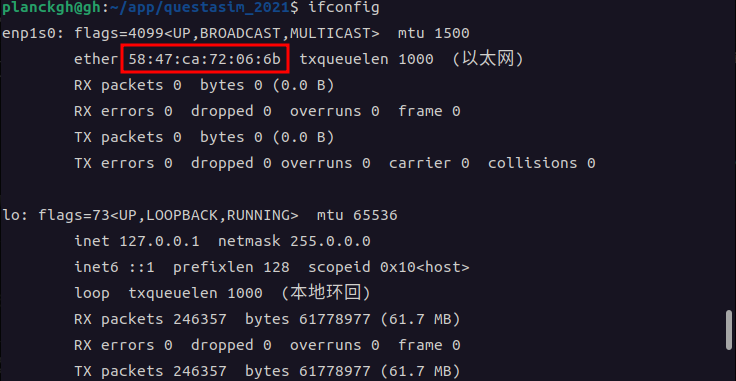 planckgh@gh:~/app/questasim_2021$ ifconfig
enp1s0: flags=4099<UP,BROADCAST,MULTICAST>  mtu 1500
        ether 58:47:ca:72:06:6b  txqueuelen 1000  (以太网)
        RX packets 0  bytes 0 (0.0 B)
        RX errors 0  dropped 0  overruns 0  frame 0
        TX packets 0  bytes 0 (0.0 B)
        TX errors 0  dropped 0 overruns 0  carrier 0  collisions 0
lo: flags=73<UP,LOOPBACK,RUNNING>  mtu 65536
        inet 127.0.0.1  netmask 255.0.0.0
        inet6 ::1  prefixlen 128  scopeid 0x10<host>
        loop  txqueuelen 1000  (本地环回)
        RX packets 246357  bytes 61778977 (61.7 MB)
        RX errors 0  dropped 0  overruns 0  frame 0
        TX packets 246357  bytes 61778977 (61.7 MB)